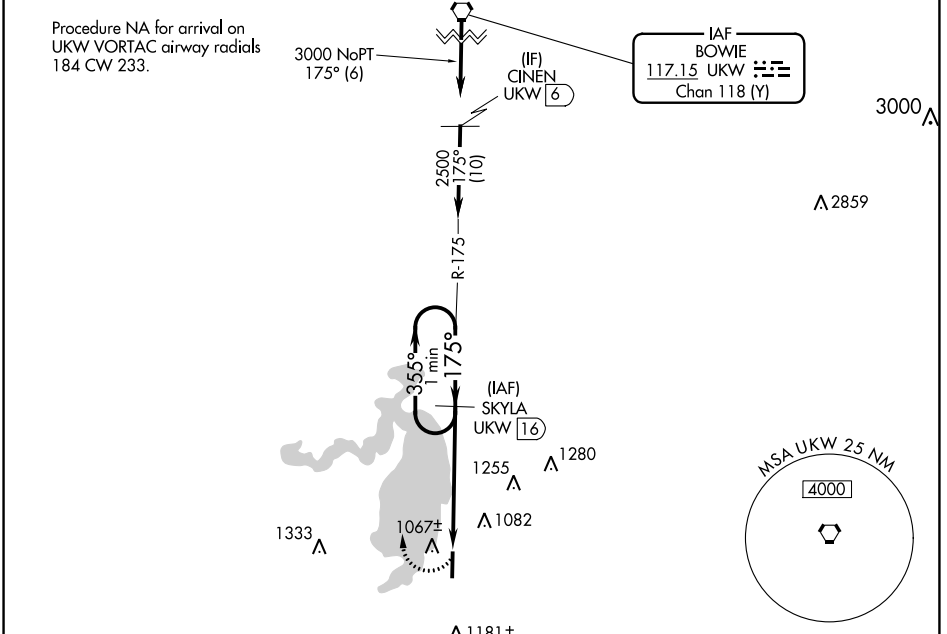 Procedure NA for arrival on
UKW VORTAC airway radials
184 CW 233.
3000 NoPT
175° (6)
(IF)
CINEN
UKW 6
IAF
BOWIE
117.15 UKW
Chan 118 (Y)
3000
2859
2500
175°
(10)
R-175
355°
1 min
175°
(IAF)
SKYLA
UKW 16
1255
1280
1082
1067±
1333
1181±
MSA UKW 25 NM
4000